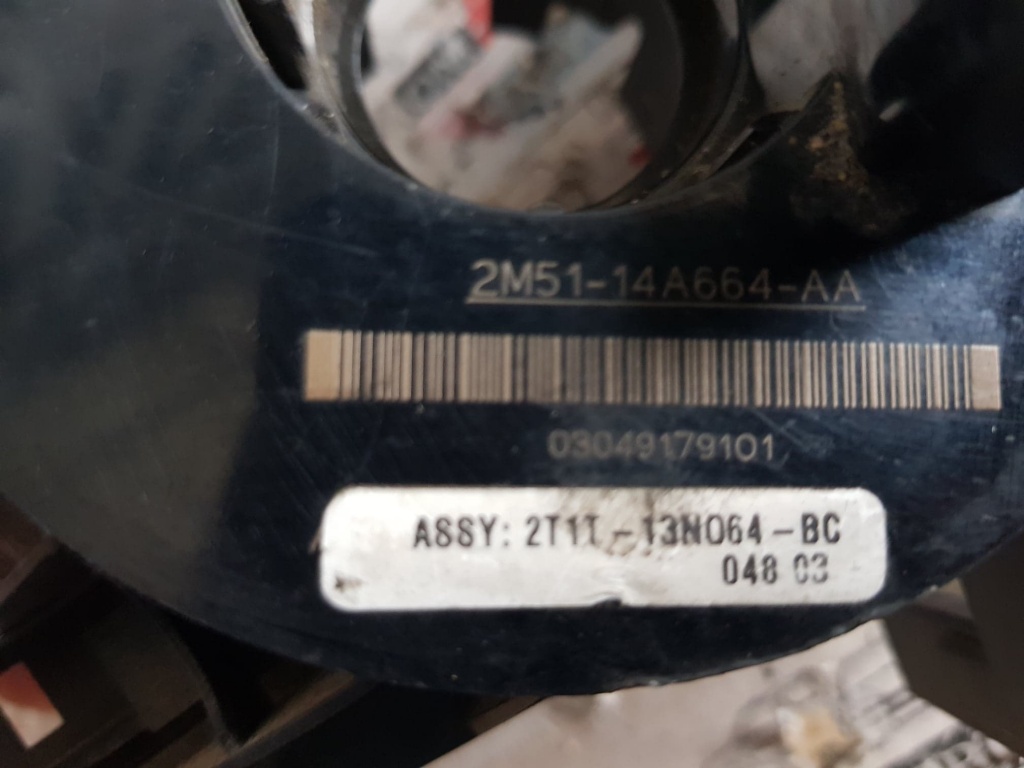 2M51-14A664-AA
03049179101
ASSY: 2T1T-13N064-BC
048 03